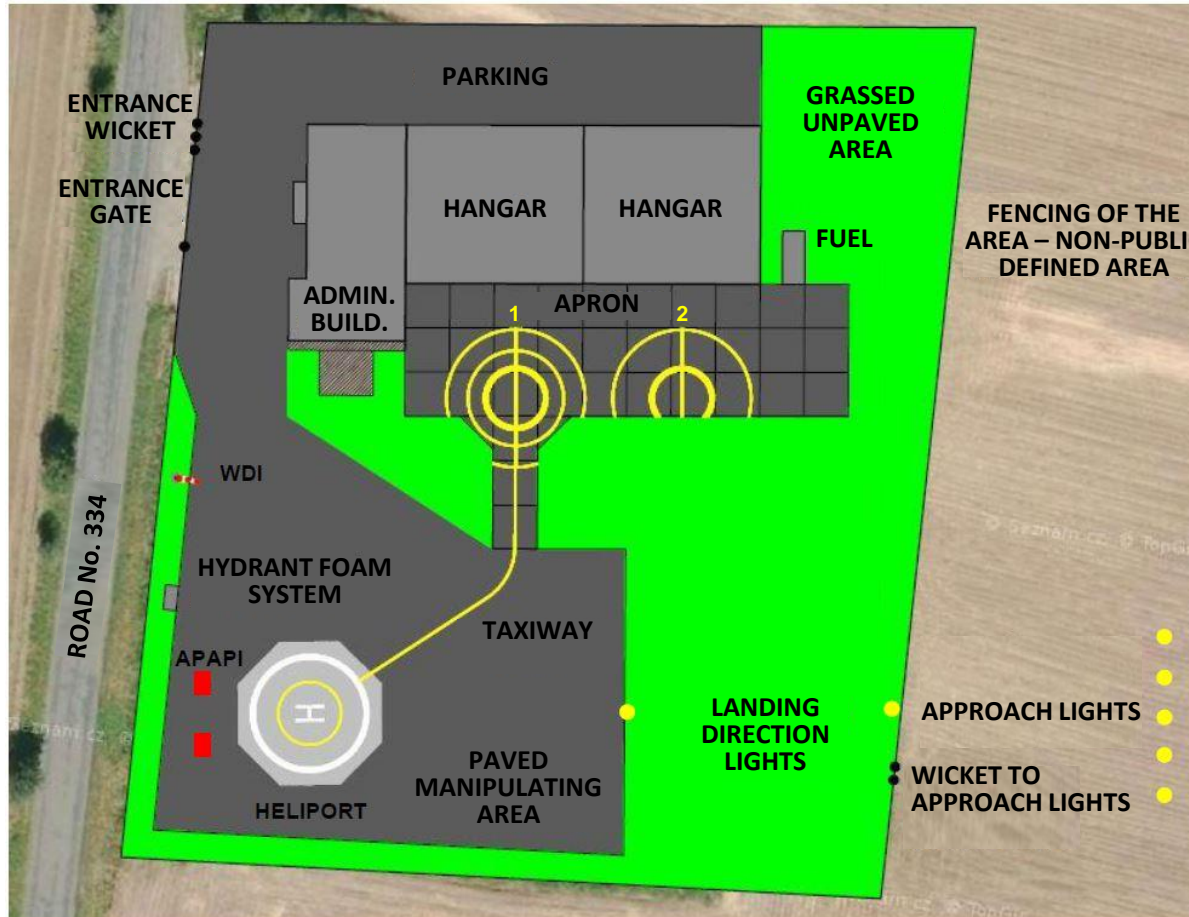 PARKING
ENTRANCE
WICKET
GRASSED
UNPAVED
AREA
ENTRANCE
GATE
HANGAR
HANGAR
FUEL
FENCING OF THE
AREA – NON-PUBLI
DEFINED AREA
ADMIN.
BUILD.
APRON
1
2
WDI
ROAD No. 334
HYDRANT FOAM
SYSTEM
TAXIWAY
APAPI
H
LANDING
DIRECTION
LIGHTS
APPROACH LIGHTS
PAVED
MANIPULATING
AREA
WICKET TO
APPROACH LIGHTS
HELIPORT